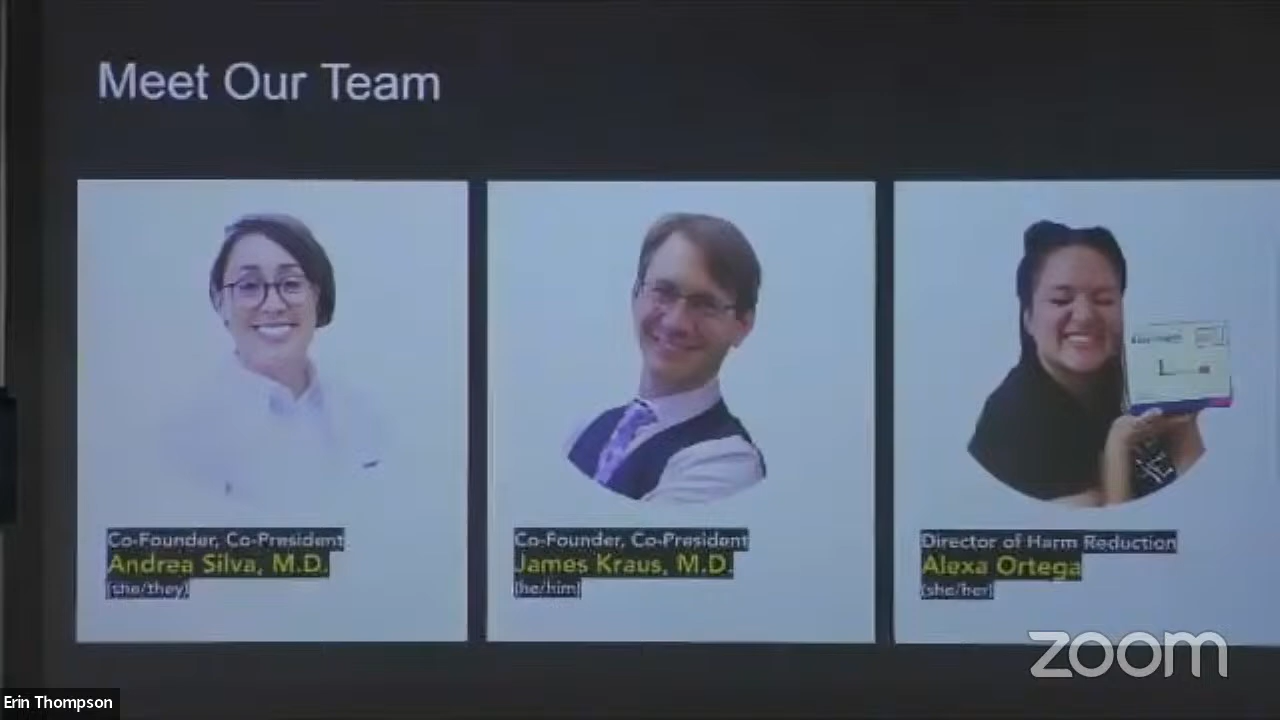 Meet Our Team
Co-Founder, Co-President
Andrea Silva, M.D.
(she/they)
Co-Founder, Co-President
James Kraus, M.D.
(he/him)
Director of Harm Reduction
Alexa Ortega
(she/her)
zoom
Erin Thompson